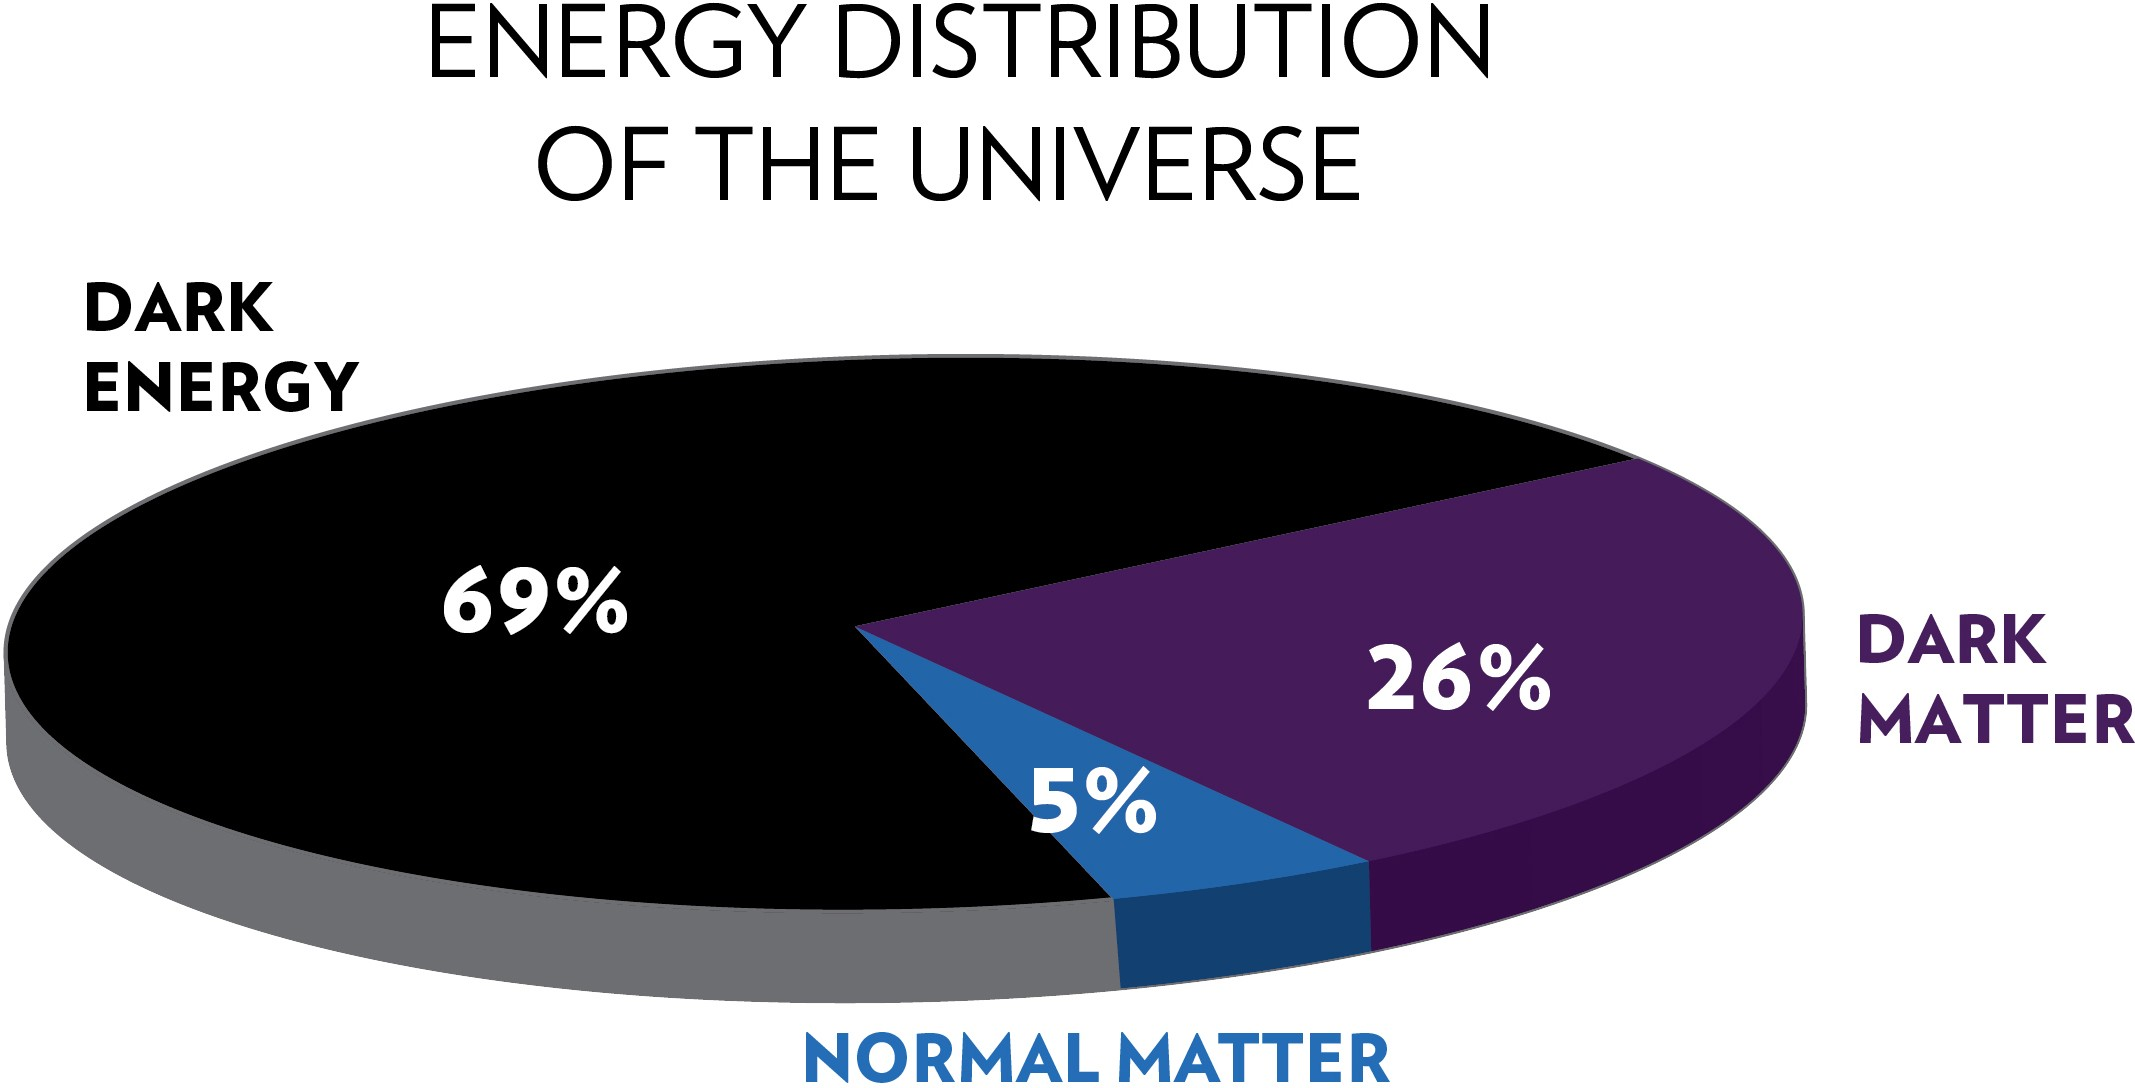 ENERGY DISTRIBUTION
OF THE UNIVERSE
DARK
ENERGY
69%
26%
DARK
MATTER
5%
NORMAL MATTER